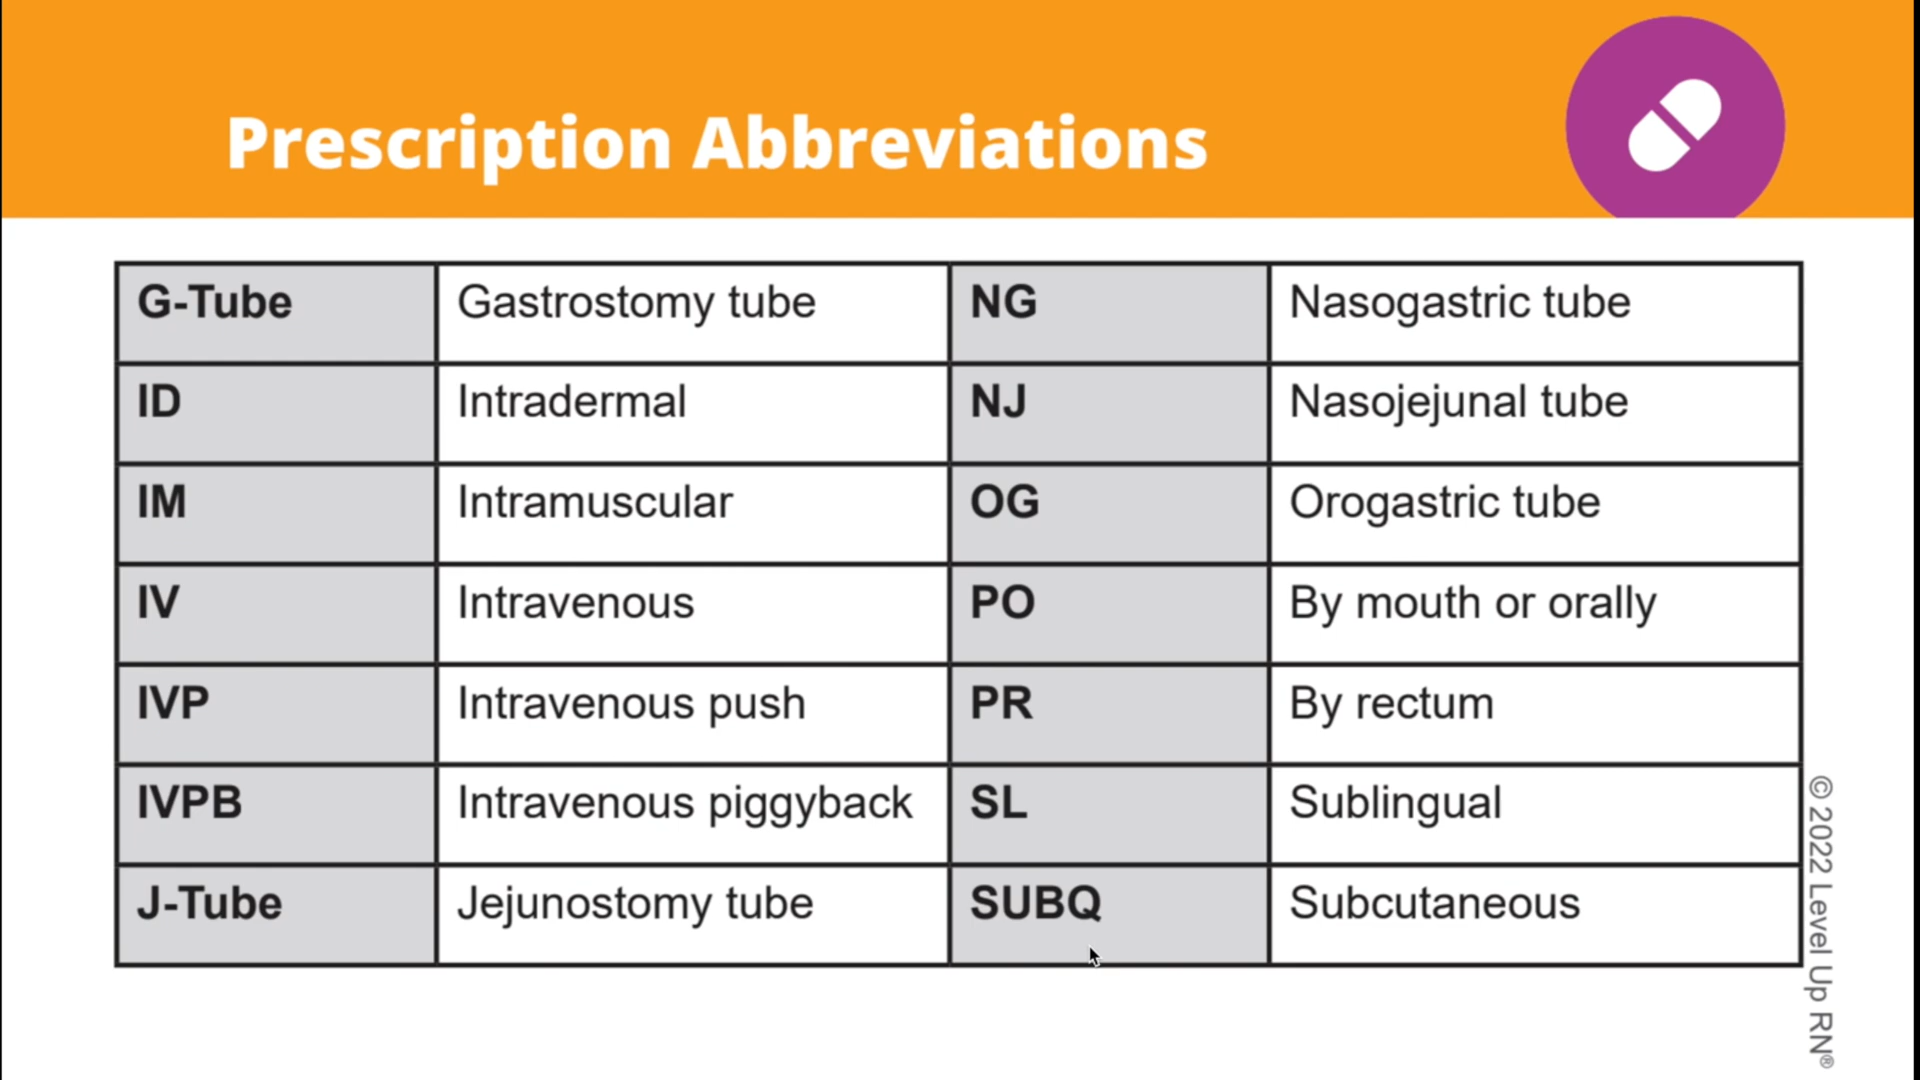 Prescription Abbreviations
G-Tube Gastrostomy tube NG Nasogastric tube
ID Intradermal NJ Nasojejunal tube
IM Intramuscular OG Orogastric tube
IV Intravenous PO By mouth or orally
IVP Intravenous push PR By rectum
IVPB Intravenous piggyback SL Sublingual
J-Tube Jejunostomy tube SUBQ Subcutaneous
© 2022 Level Up RN®